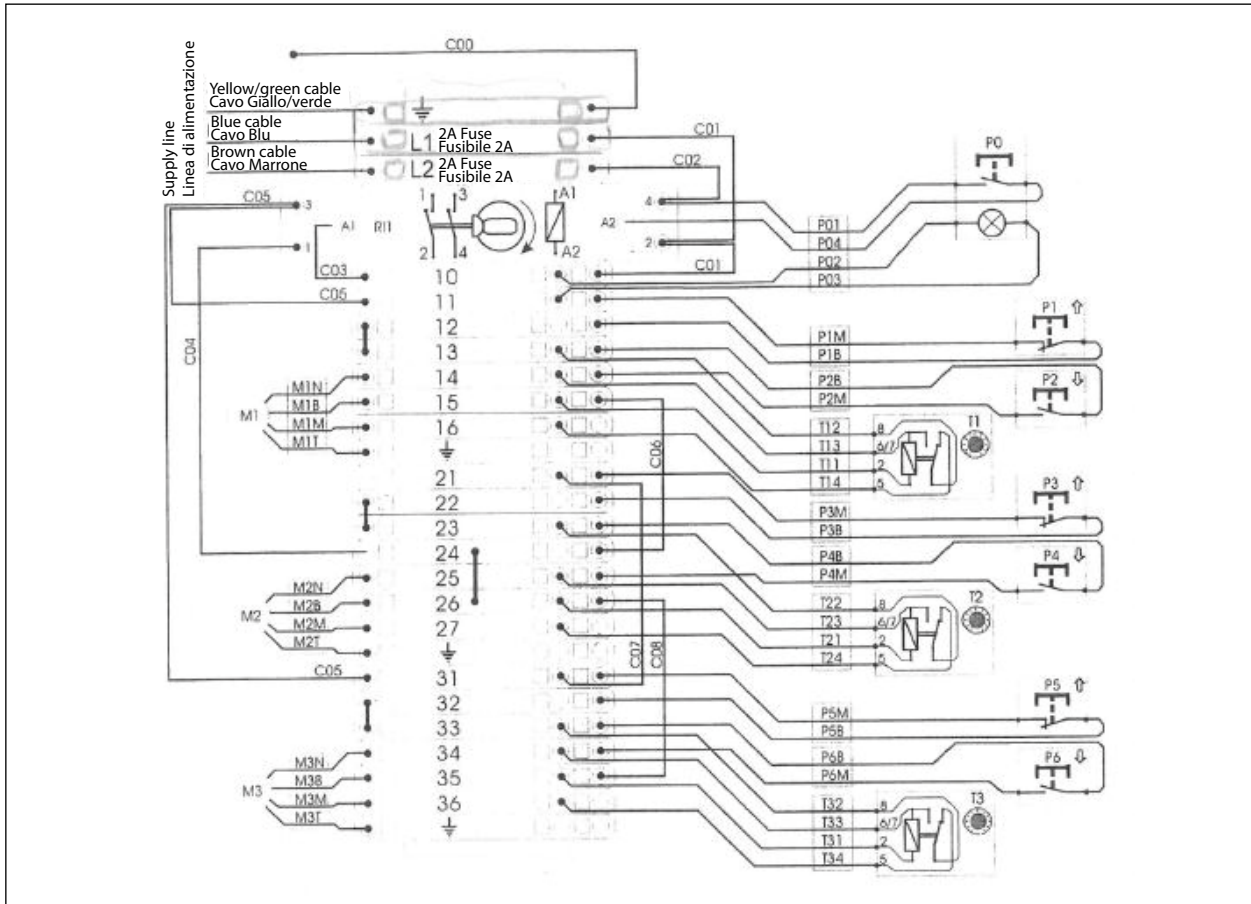 C00
Supply line
Linea di alimentazione
Yellow/green cable
Cavo Giallo/verde
Blue cable
Cavo Blu
Brown cable
Cavo Marrone
L1 2A Fuse
Fusibile 2A
L2 2A Fuse
Fusibile 2A
C01
C02
P0
C05
3
1
A1
RI1
1
3
2
4
A1
A2
4
A2
2
C03
C01
C05
C04
P01
P04
P02
P03
10
11
12
13
14
15
16
21
22
23
24
25
26
27
31
32
33
34
35
36
M1
M1N
M1B
M1M
M1T
M2
M2N
M2B
M2M
M2T
C05
M3
M3N
M3B
M3M
M3T
C06
C07
C08
P1M
P1B
P1
P2B
P2M
P2
T12 8
T13 6/7
T11 2
T14 5
T1
P3M
P3B
P3
P4B
P4M
P4
T22 8
T23 6/7
T21 2
T24 5
T2
P5M
P5B
P5
P6B
P6M
P6
T32 8
T33 6/7
T31 2
T34 5
T3